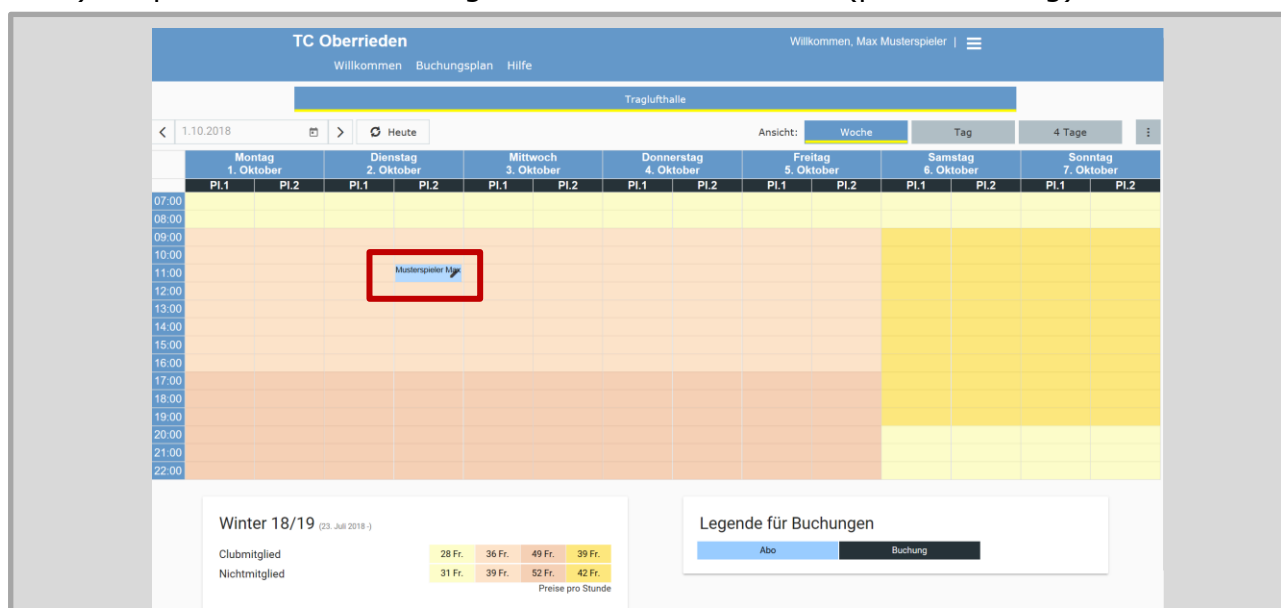 TC Oberrieden
Willkommen, Max Musterspieler |
Willkommen Buchungsplan Hilfe
Traglufthalle
1.10.2018 Heute Ansicht: Woche Tag 4 Tage
Montag Dienstag Mittwoch Donnerstag Freitag Samstag Sonntag
1. Oktober 2. Oktober 3. Oktober 4. Oktober 5. Oktober 6. Oktober 7. Oktober
Pl.1 Pl.2 Pl.1 Pl.2 Pl.1 Pl.2 Pl.1 Pl.2 Pl.1 Pl.2 Pl.1 Pl.2 Pl.1 Pl.2
07:00
08:00
09:00
10:00
11:00 Musterspieler Max
12:00
13:00
14:00
15:00
16:00
17:00
18:00
19:00
20:00
21:00
22:00
Winter 18/19 (23. Juli 2018 -)
Clubmitglied 28 Fr. 36 Fr. 49 Fr. 39 Fr.
Nichtmitglied 31 Fr. 39 Fr. 52 Fr. 42 Fr.
Preise pro Stunde
Legende für Buchungen
Abo Buchung